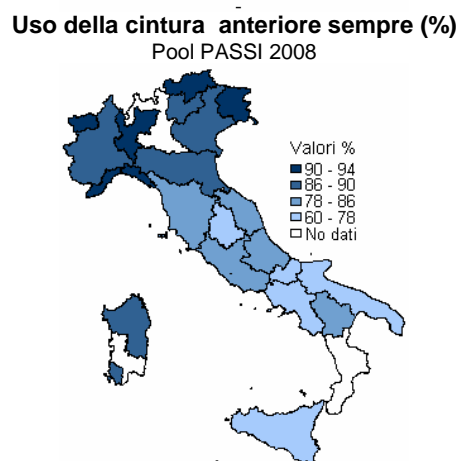 Uso della cintura anteriore sempre (%)
Pool PASSI 2008
Valori %
90 - 94
86 - 90
78 - 86
60 - 78
No dati